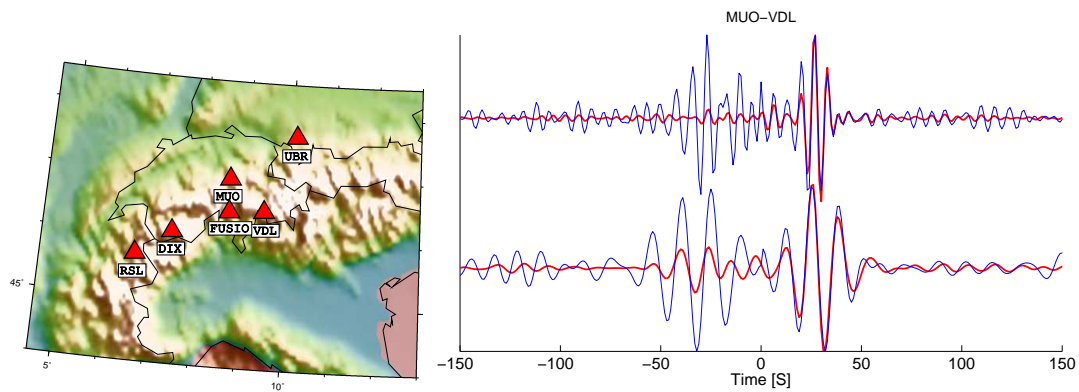 MUO−VDL
UBR
MUO
FUSIO
VDL
DIX
RSL
45°
5°
10°
−150
−100
−50
0
50
100
150
Time [S]